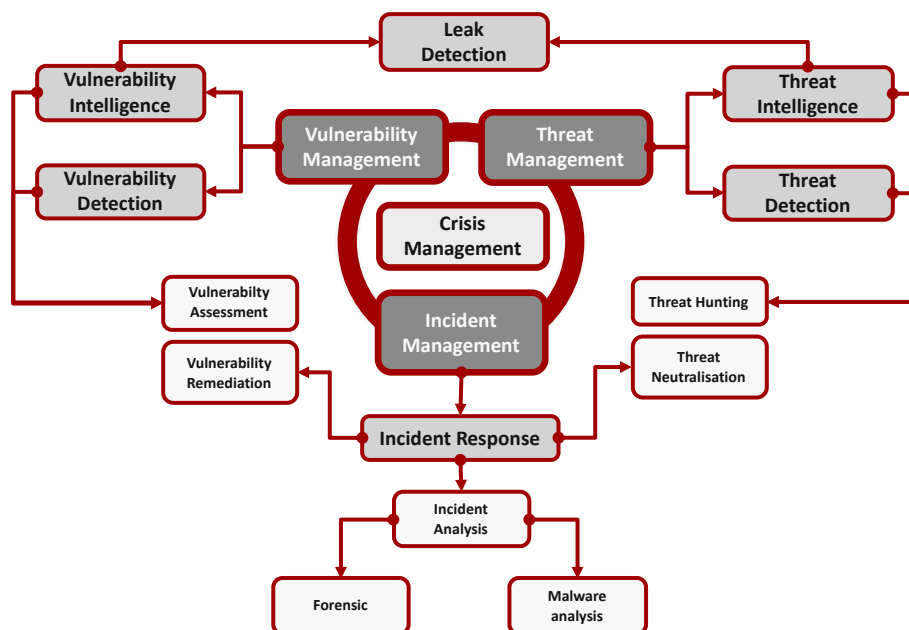 Leak
Detection
Vulnerability
Intelligence
Threat
Intelligence
Vulnerability
Management
Threat
Management
Vulnerability
Detection
Threat
Detection
Crisis
Management
Vulnerabilty
Assessment
Threat Hunting
Incident
Management
Vulnerability
Remediation
Threat
Neutralisation
Incident Response
Incident
Analysis
Forensic
Malware
analysis